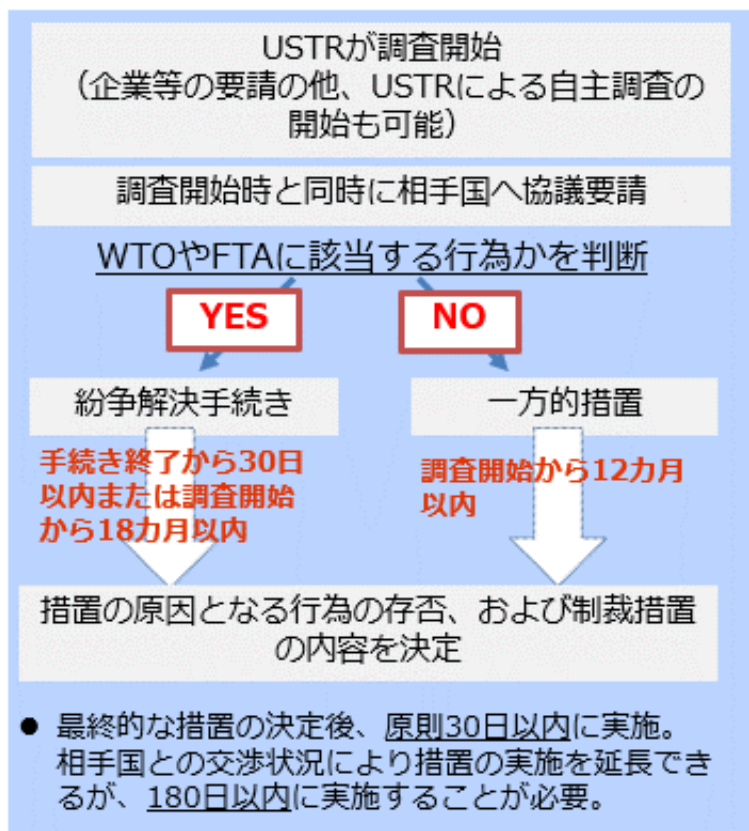 USTRが調査開始
（企業等の要請の他、USTRによる自主調査の
開始も可能）
調査開始時と同時に相手国へ協議要請
WTOやFTAに該当する行為かを判断
YES
NO
紛争解決手続き
一方的措置
手続き終了から30日
以内または調査開始
から18カ月以内
調査開始から12カ月
以内
措置の原因となる行為の存否、および制裁措置
の内容を決定
● 最終的な措置の決定後、原則30日以内に実施。
相手国との交渉状況により措置の実施を延長でき
るが、180日以内に実施することが必要。